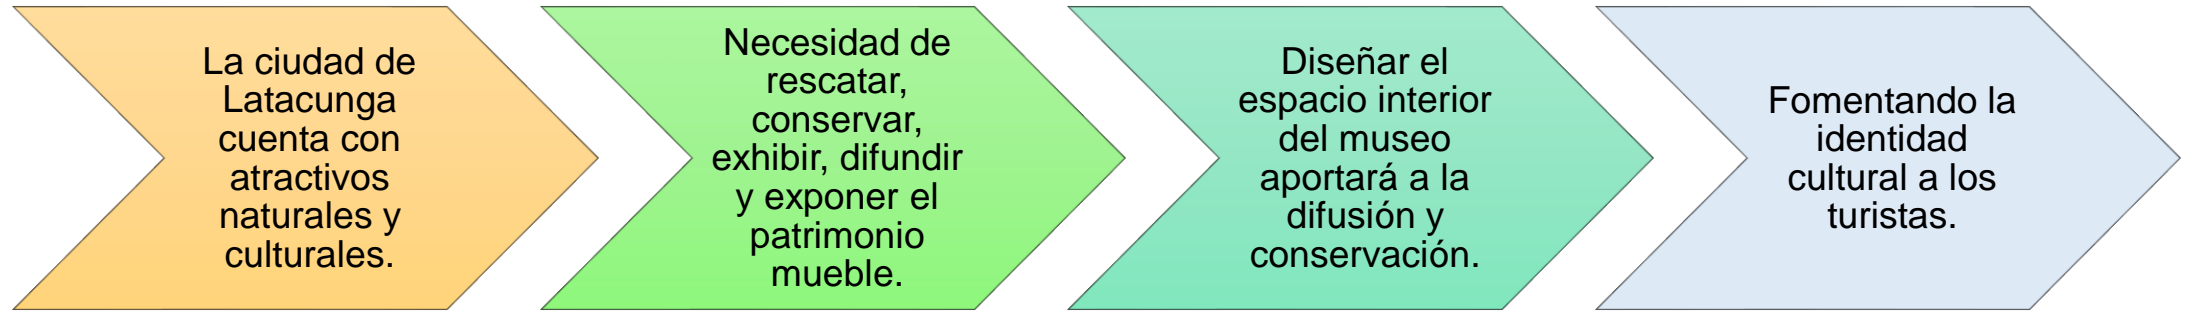 La ciudad de
Latacunga
cuenta con
atractivos
naturales y
culturales.
Necesidad de
rescatar,
conservar,
exhibir, difundir
y exponer el
patrimonio
mueble.
Diseñar el
espacio interior
del museo
aportará a la
difusión y
conservación.
Fomentando la
identidad
cultural a los
turistas.